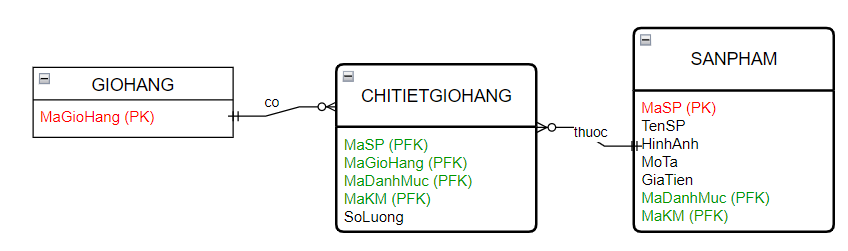 GIOHANG
MaGioHang (PK)
co
CHITIETGIOHANG
MaSP (PFK)
MaGioHang (PFK)
MaDanhMuc (PFK)
MaKM (PFK)
SoLuong
thuoc
SANPHAM
MaSP (PK)
TenSP
HinhAnh
MoTa
GiaTien
MaDanhMuc (PFK)
MaKM (PFK)